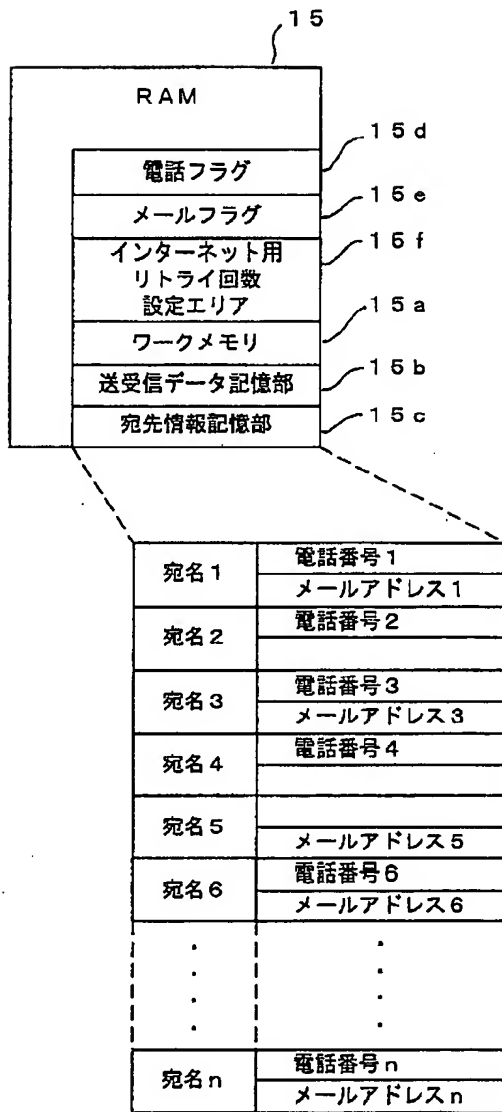 15
RAM
電話フラグ
15d
メールフラグ
15e
インターネット用
リトライ回数
設定エリア
15f
ワークメモリ
15a
送受信データ記憶部
15b
宛先情報記憶部
15c
宛名1
電話番号1
メールアドレス1
宛名2
電話番号2
宛名3
電話番号3
メールアドレス3
宛名4
電話番号4
宛名5
メールアドレス5
宛名6
電話番号6
メールアドレス6
宛名n
電話番号n
メールアドレスn